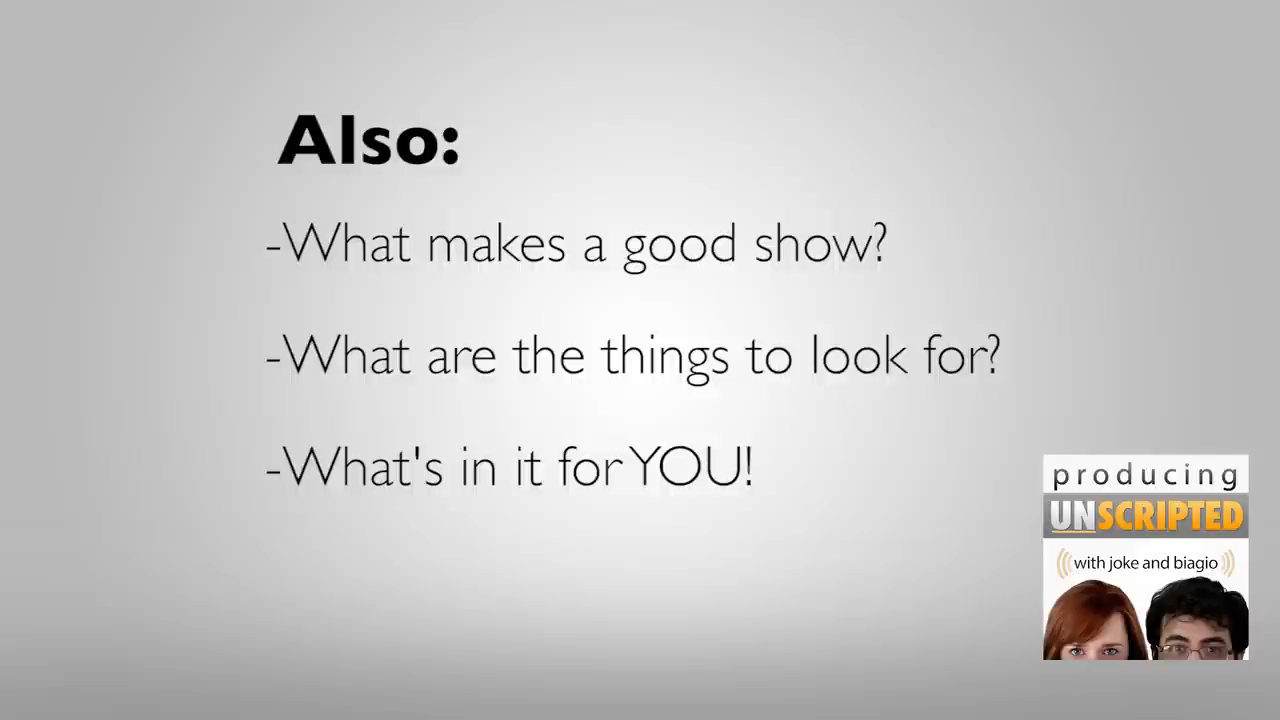 Also:
-What makes a good show?
-What are the things to look for?
-What's in it for YOU!
producing
UNSCRIPTED
with joke and biagio